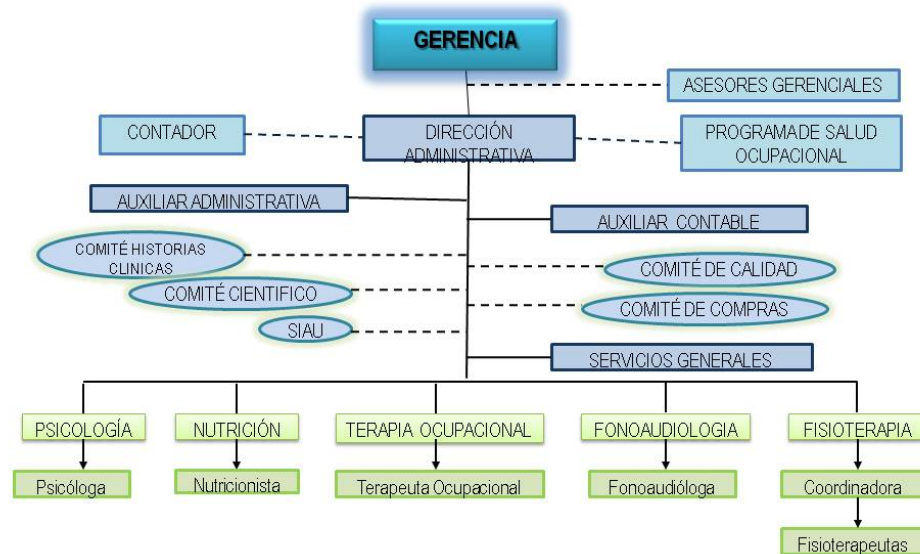 GERENCIA
ASESORES GERENCIALES
CONTADOR
DIRECCIÓN
ADMINISTRATIVA
PROGRAMA DE SALUD
OCUPACIONAL
AUXILIAR ADMINISTRATIVA
AUXILIAR CONTABLE
COMITÉ HISTORIAS
CLINICAS
COMITÉ DE CALIDAD
COMITÉ CIENTIFICO
COMITÉ DE COMPRAS
SIAU
SERVICIOS GENERALES
PSICOLOGÍA
NUTRICIÓN
TERAPIA OCUPACIONAL
FONOAUDIOLOGIA
FISIOTERAPIA
Psicóloga
Nutricionista
Terapeuta Ocupacional
Fonoaudióloga
Coordinadora
Fisioterapeutas